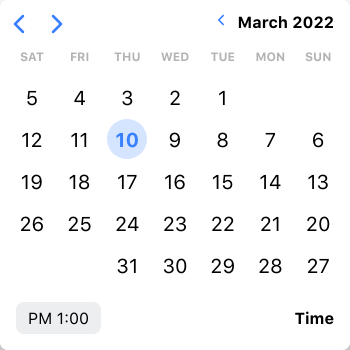 March 2022
SAT FRI THU WED TUE MON SUN
5 4 3 2 1
12 11 10 9 8 7 6
19 18 17 16 15 14 13
26 25 24 23 22 21 20
31 30 29 28 27
PM 1:00 Time